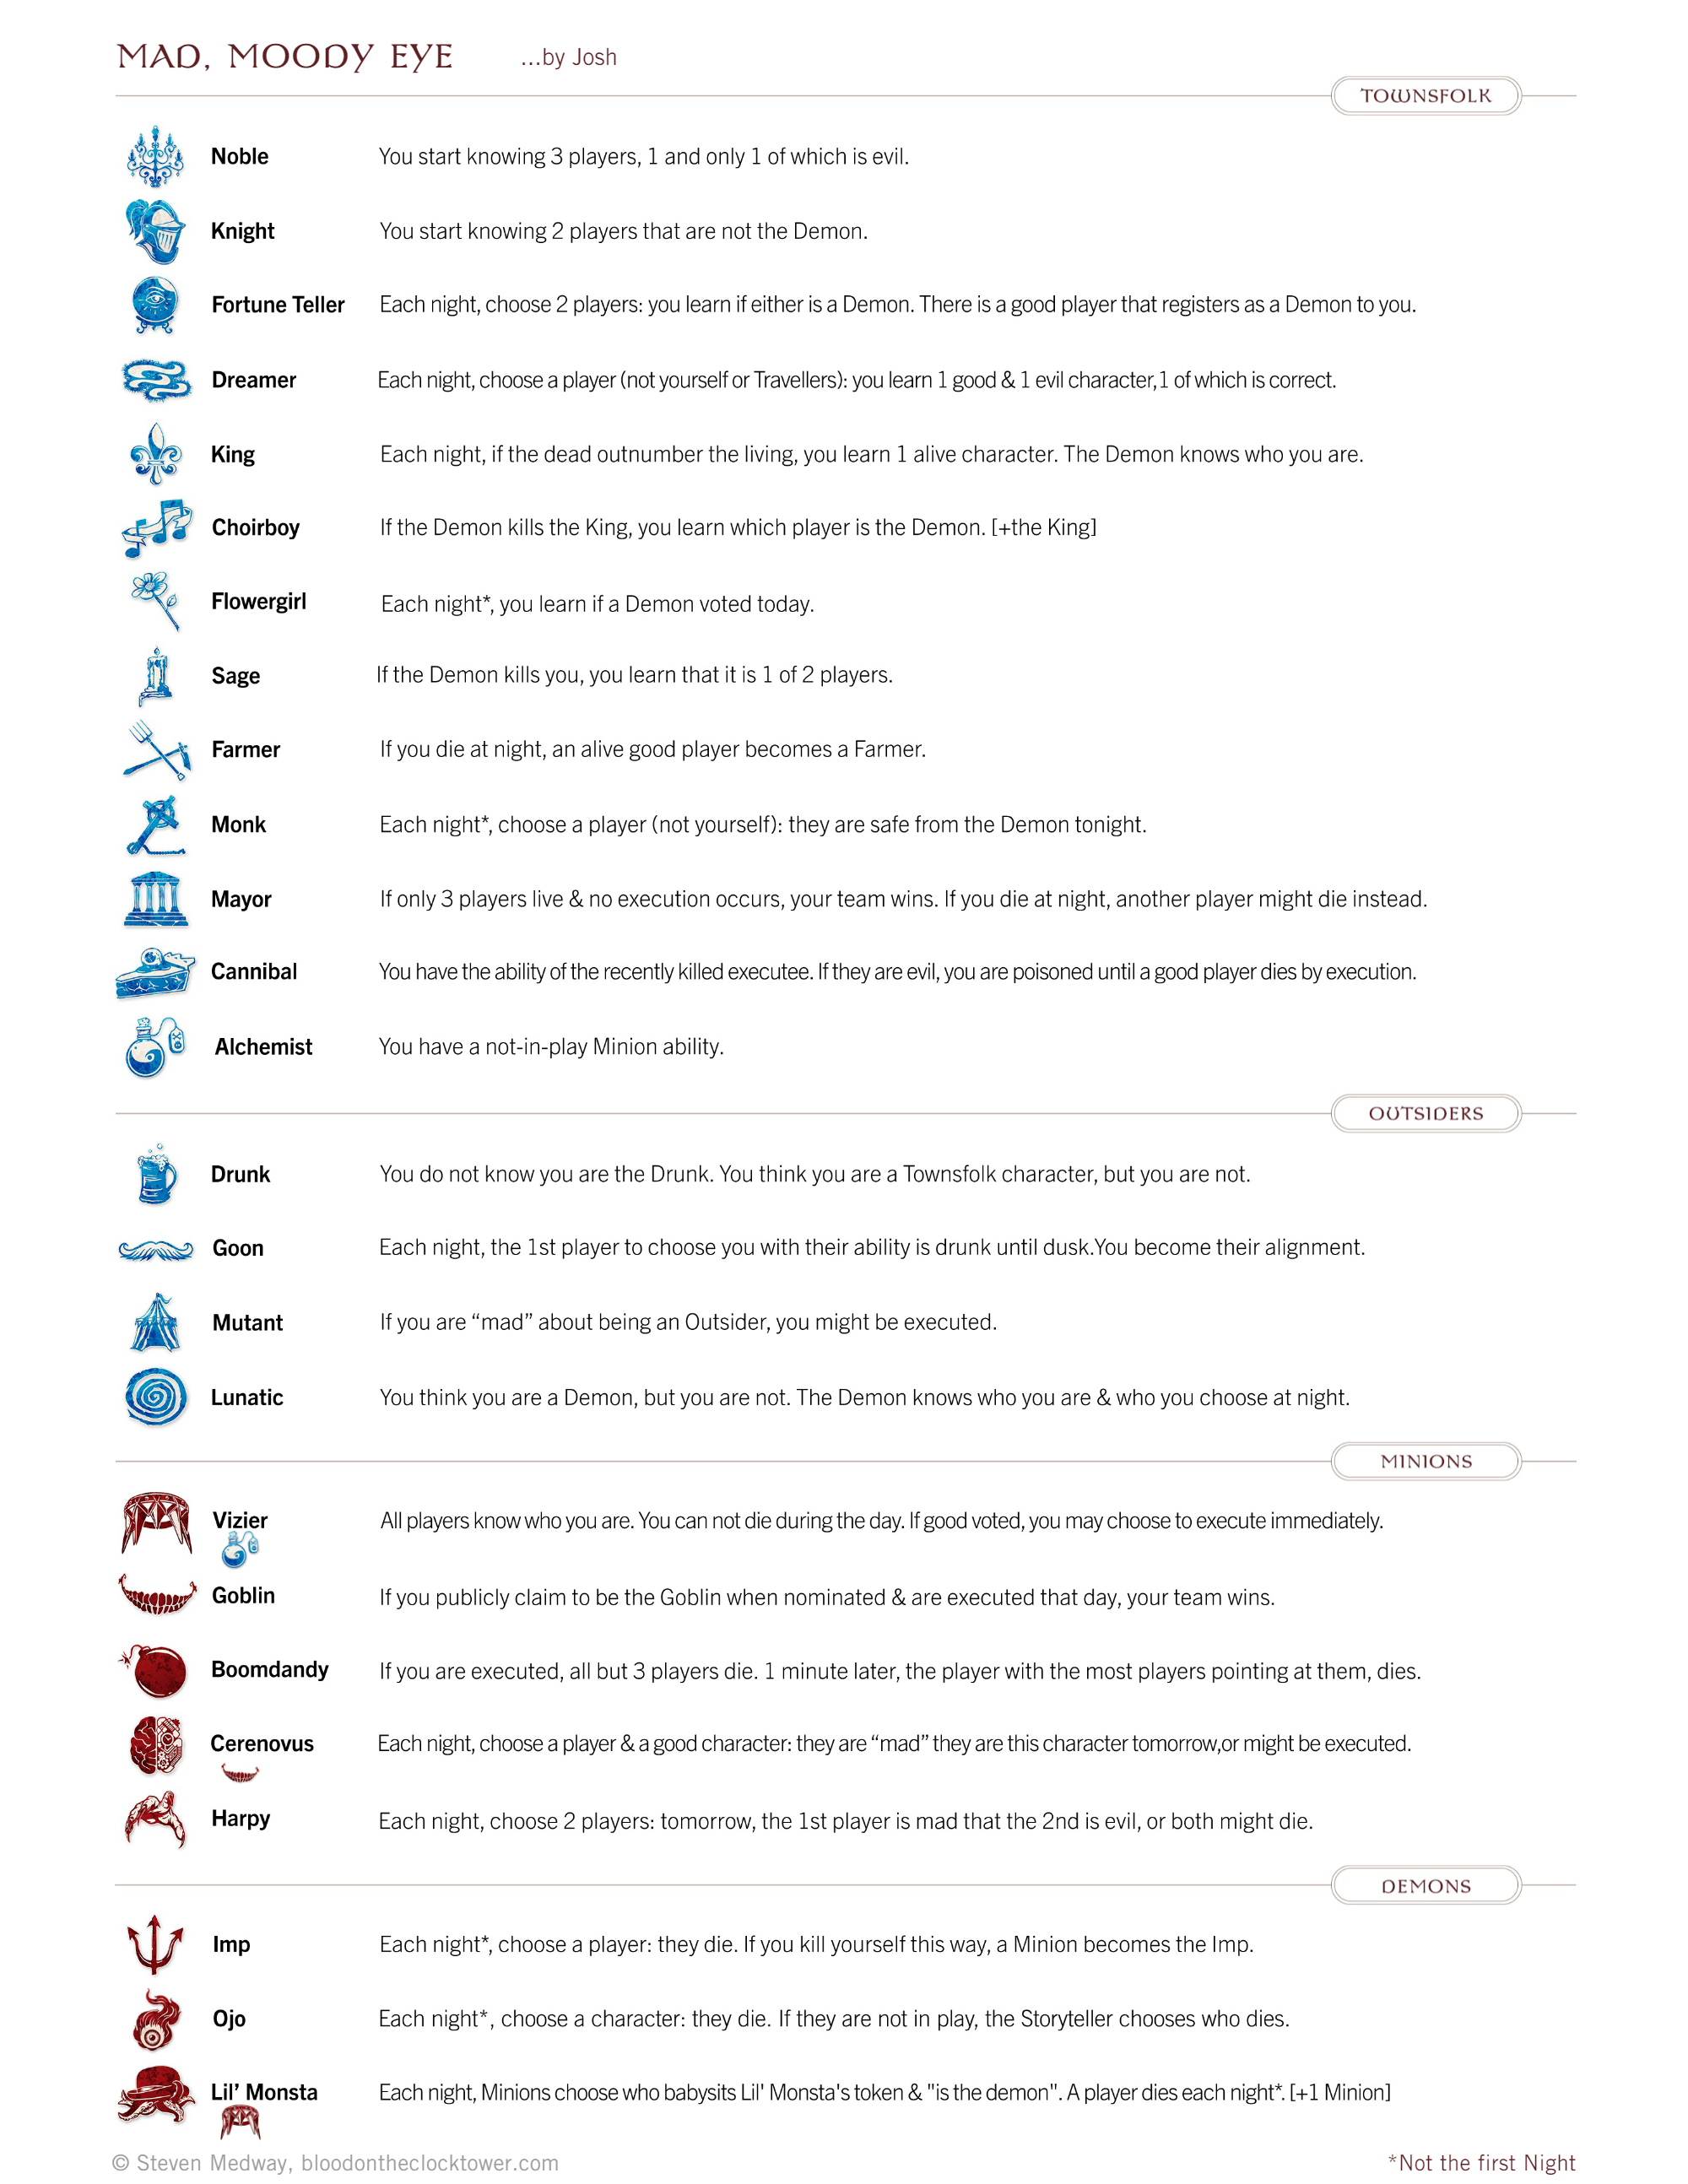 MAD, MOODY EYE ...by Josh
TOWNSFOLK
Noble You start knowing 3 players, 1 and only 1 of which is evil.
Knight You start knowing 2 players that are not the Demon.
Fortune Teller Each night, choose 2 players: you learn if either is a Demon. There is a good player that registers as a Demon to you.
Dreamer Each night, choose a player (not yourself or Travellers): you learn 1 good & 1 evil character,1 of which is correct.
King Each night, if the dead outnumber the living, you learn 1 alive character. The Demon knows who you are.
Choirboy If the Demon kills the King, you learn which player is the Demon. [+the King]
Flowergirl Each night*, you learn if a Demon voted today.
Sage If the Demon kills you, you learn that it is 1 of 2 players.
Farmer If you die at night, an alive good player becomes a Farmer.
Monk Each night*, choose a player (not yourself): they are safe from the Demon tonight.
Mayor If only 3 players live & no execution occurs, your team wins. If you die at night, another player might die instead.
Cannibal You have the ability of the recently killed executee. If they are evil, you are poisoned until a good player dies by execution.
Alchemist You have a not-in-play Minion ability.
OUTSIDERS
Drunk You do not know you are the Drunk. You think you are a Townsfolk character, but you are not.
Goon Each night, the 1st player to choose you with their ability is drunk until dusk.You become their alignment.
Mutant If you are “mad” about being an Outsider, you might be executed.
Lunatic You think you are a Demon, but you are not. The Demon knows who you are & who you choose at night.
MINIONS
Vizier All players know who you are. You can not die during the day. If good voted, you may choose to execute immediately.
Goblin If you publicly claim to be the Goblin when nominated & are executed that day, your team wins.
Boomdandy If you are executed, all but 3 players die. 1 minute later, the player with the most players pointing at them, dies.
Cerenovus Each night, choose a player & a good character: they are “mad” they are this character tomorrow,or might be executed.
Harpy Each night, choose 2 players: tomorrow, the 1st player is mad that the 2nd is evil, or both might die.
DEMONS
Imp Each night*, choose a player: they die. If you kill yourself this way, a Minion becomes the Imp.
Ojo Each night*, choose a character: they die. If they are not in play, the Storyteller chooses who dies.
Lil’ Monsta Each night, Minions choose who babysits Lil' Monsta's token & "is the demon". A player dies each night*. [+1 Minion]
© Steven Medway, bloodontheclocktower.com *Not the first Night